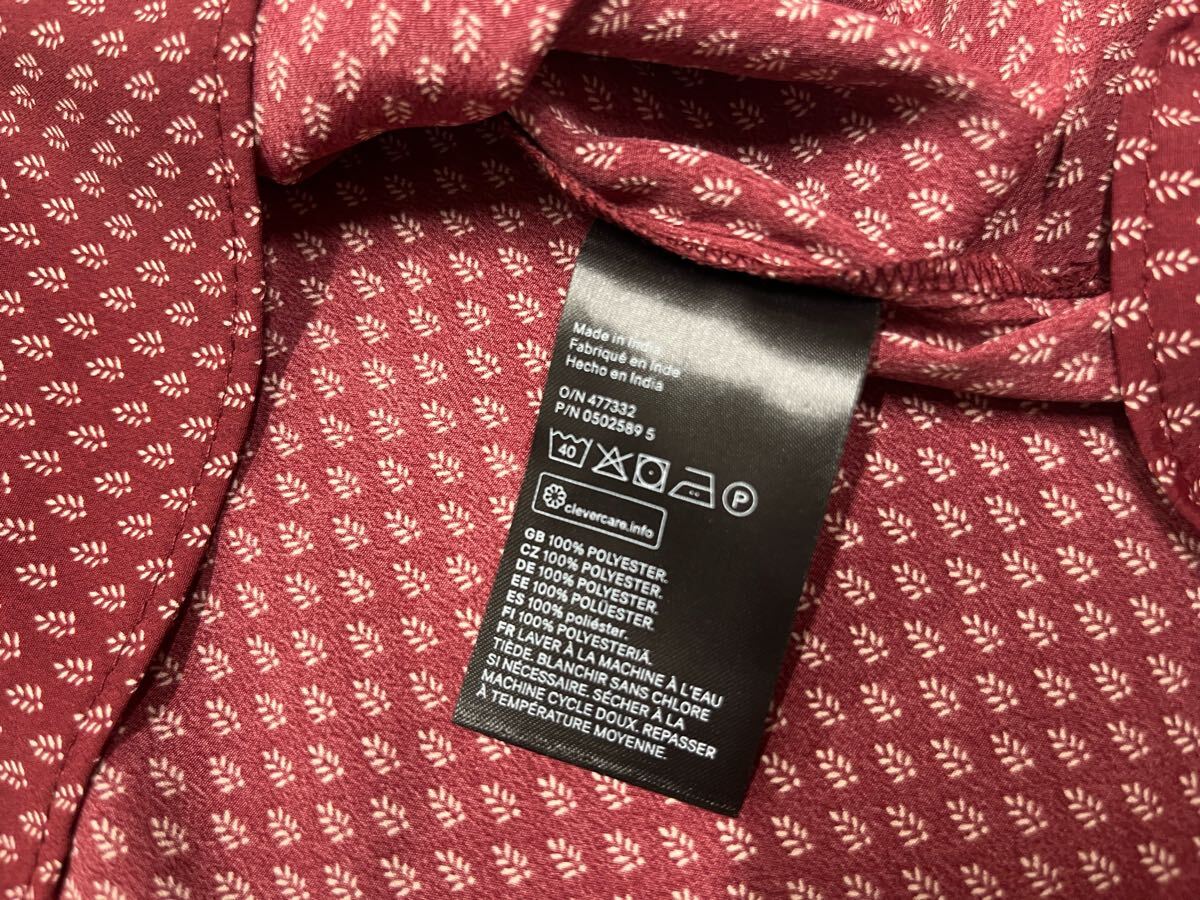 Made in India
Fabriqué en Inde
Hecho en India
O/N 477332
P/N 0502589 5
40
P
clevercare.info
GB 100% POLYESTER.
CZ 100% POLYESTER.
DE 100% POLYESTER.
EE 100% POLÜESTER.
ES 100% poliéster.
FI 100% POLYESTERIÄ.
FR LAVER À LA MACHINE À L'EAU
TIÈDE. BLANCHIR SANS CHLORE
SI NÉCESSAIRE. SÉCHER À LA
MACHINE CYCLE DOUX. REPASSER
À TEMPÉRATURE MOYENNE.